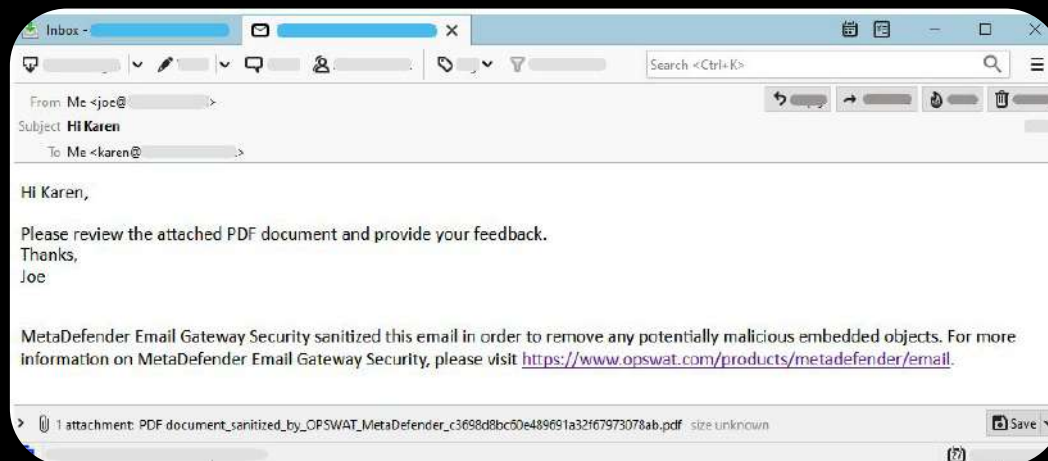 Inbox -
Search <Ctrl+K>
From Me <joe@ >
Subject Hi Karen
To Me <karen@ >
Hi Karen,
Please review the attached PDF document and provide your feedback.
Thanks,
Joe
MetaDefender Email Gateway Security sanitized this email in order to remove any potentially malicious embedded objects. For more
information on MetaDefender Email Gateway Security, please visit https://www.opswat.com/products/metadefender/email.
1 attachment: PDF document_sanitized_by_OPSWAT_MetaDefender_c3698d8bc60e489691a32f67973078ab.pdf size unknown
Save